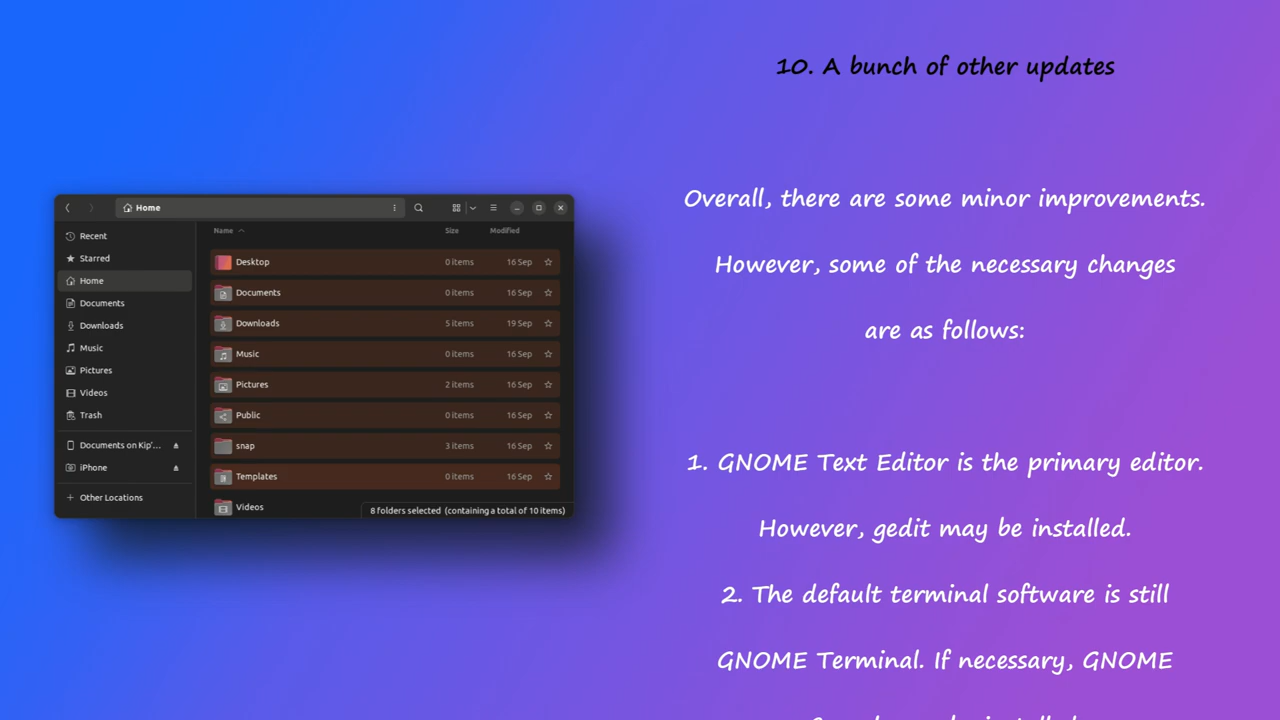 10. A bunch of other updates
Overall, there are some minor improvements.
However, some of the necessary changes
are as follows:
1. GNOME Text Editor is the primary editor.
However, gedit may be installed.
2. The default terminal software is still
GNOME Terminal. If necessary, GNOME
Home
Name Size Modified
Recent
Starred
Home
Documents
Downloads
Music
Pictures
Videos
Trash
Documents on Kip'...
iPhone
Other Locations
Desktop 0 items 16 Sep
Documents 0 items 16 Sep
Downloads 5 items 19 Sep
Music 0 items 16 Sep
Pictures 2 items 16 Sep
Public 0 items 16 Sep
snap 3 items 16 Sep
Templates 0 items 16 Sep
Videos
8 folders selected (containing a total of 10 items)